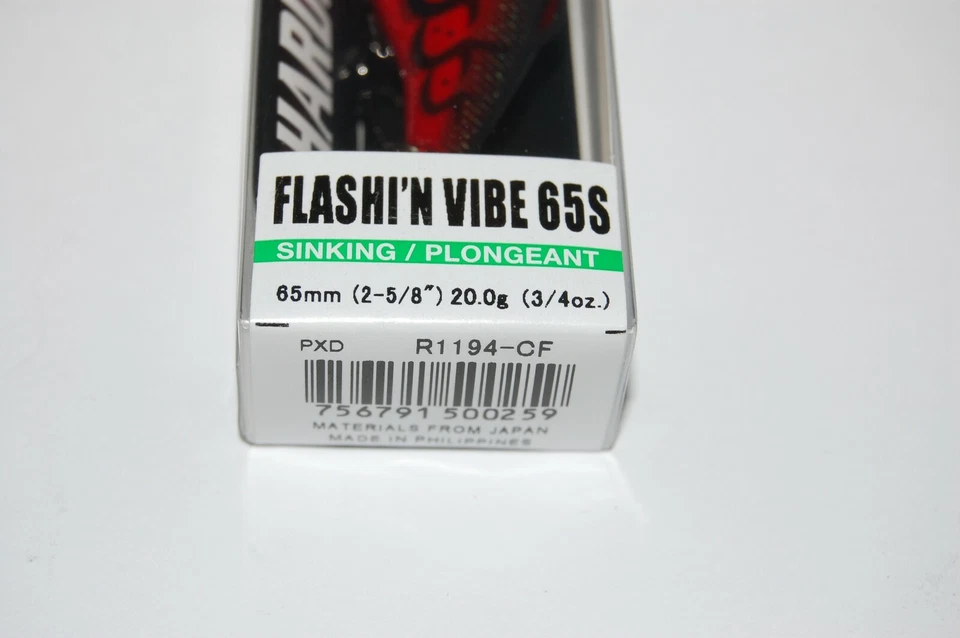 HARD
FLASHI'N VIBE 65S
SINKING / PLONGEANT
65mm (2-5/8″) 20.0g (3/4oz.)
PXD R1194-CF
756791 500259
MATERIALS FROM JAPAN
MADE IN PHILIPPINES